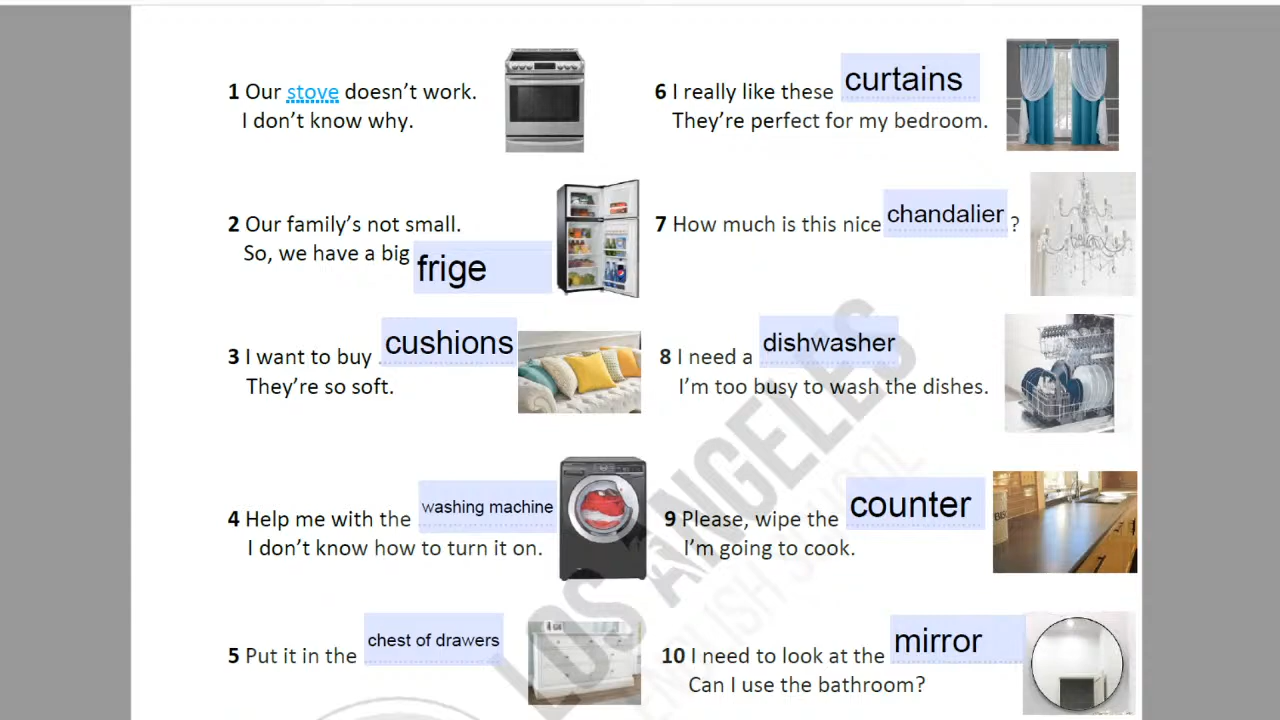 1 Our stove doesn't work.
I don't know why.
2 Our family's not small.
So, we have a big frige
3 I want to buy cushions
They're so soft.
4 Help me with the washing machine
I don't know how to turn it on.
5 Put it in the chest of drawers
6 I really like these curtains
They're perfect for my bedroom.
7 How much is this nice chandalier ?
8 I need a dishwasher
I'm too busy to wash the dishes.
9 Please, wipe the counter
I'm going to cook.
10 I need to look at the mirror
Can I use the bathroom?
LOS ANGELES
ENGLISH SCHOOL